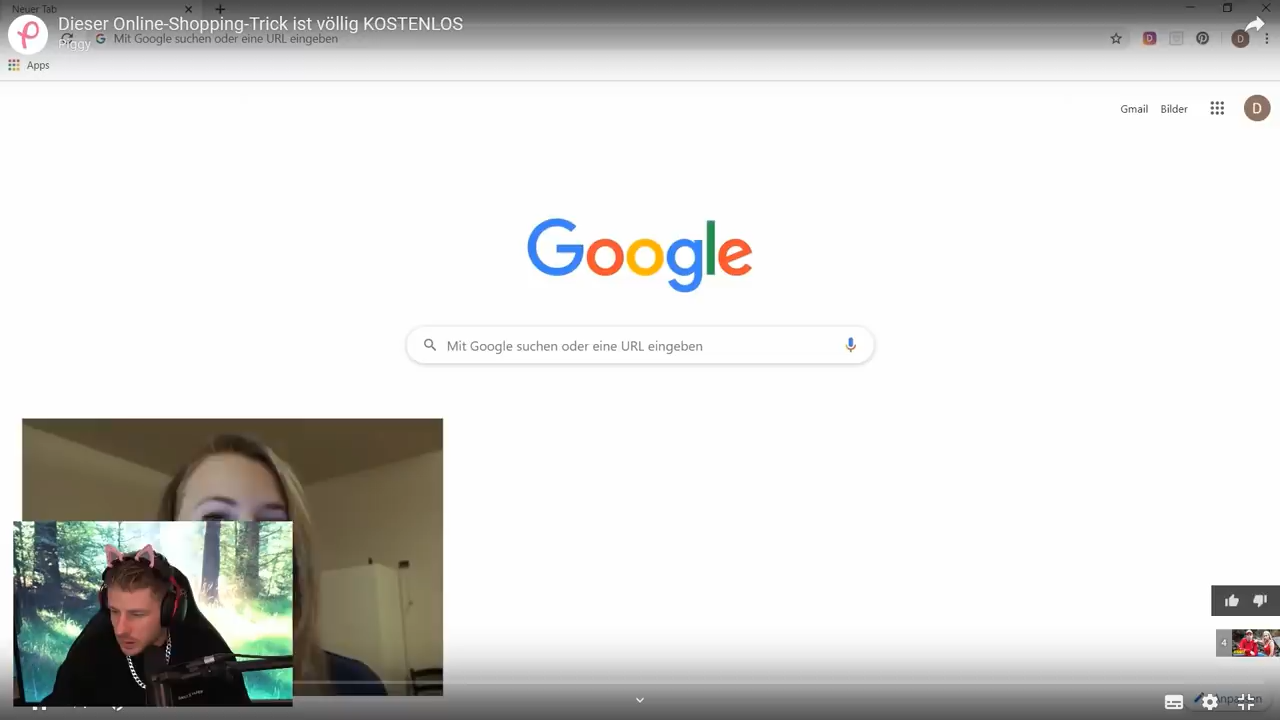 Neuer Tab
Dieser Online-Shopping-Trick ist völlig KOSTENLOS
Piggy
Mit Google suchen oder eine URL eingeben
D
D
Apps
Gmail
Bilder
D
Google
Mit Google suchen oder eine URL eingeben
4
Anpassen